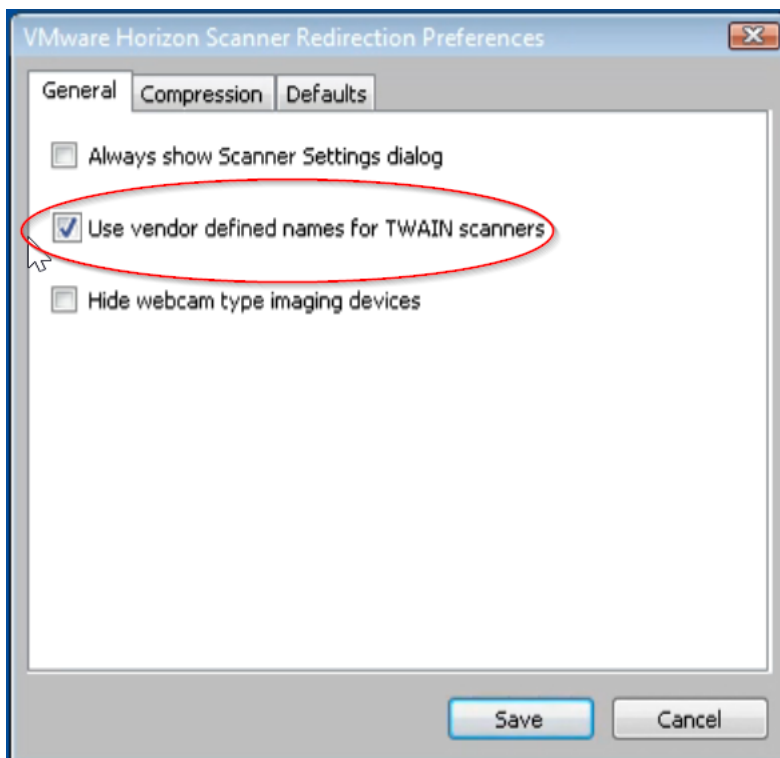 VMware Horizon Scanner Redirection Preferences
General Compression Defaults
Always show Scanner Settings dialog
Use vendor defined names for TWAIN scanners
Hide webcam type imaging devices
Save Cancel